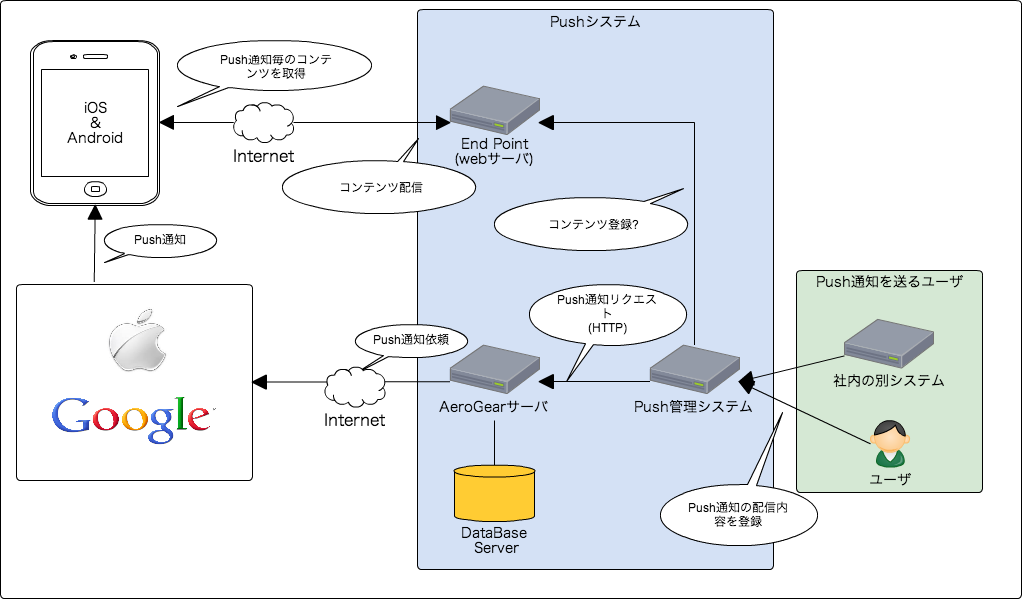 Pushシステム
Push通知毎のコンテ
ンツを取得
iOS
&
Android
Internet
End Point
(webサーバ)
コンテンツ配信
コンテンツ登録?
Push通知
Push通知を送るユーザ
Push通知リクエス
ト
(HTTP)
Push通知依頼
社内の別システム
Google
Internet
AeroGearサーバ
Push管理システム
ユーザ
Push通知の配信内
容を登録
DataBase
Server